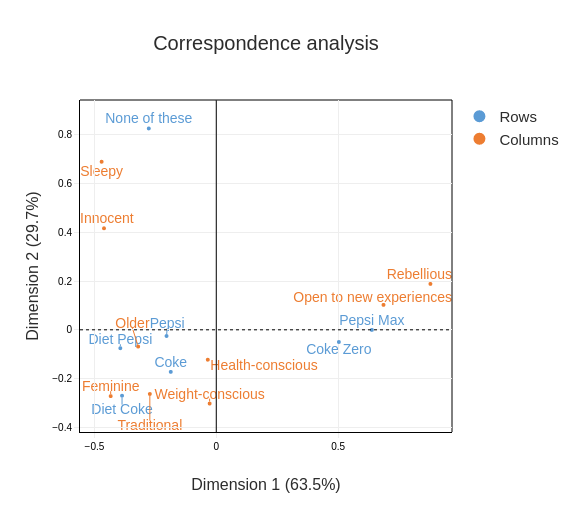 Correspondence analysis
Rows
Columns
None of these
Sleepy
Innocent
Rebellious
Open to new experiences
Older
Pepsi
Pepsi Max
Diet Pepsi
Coke Zero
Coke
Health-conscious
Feminine
Weight-conscious
Diet Coke
Traditional
0.8
0.6
0.4
0.2
0
−0.2
−0.4
−0.5
0
0.5
Dimension 2 (29.7%)
Dimension 1 (63.5%)